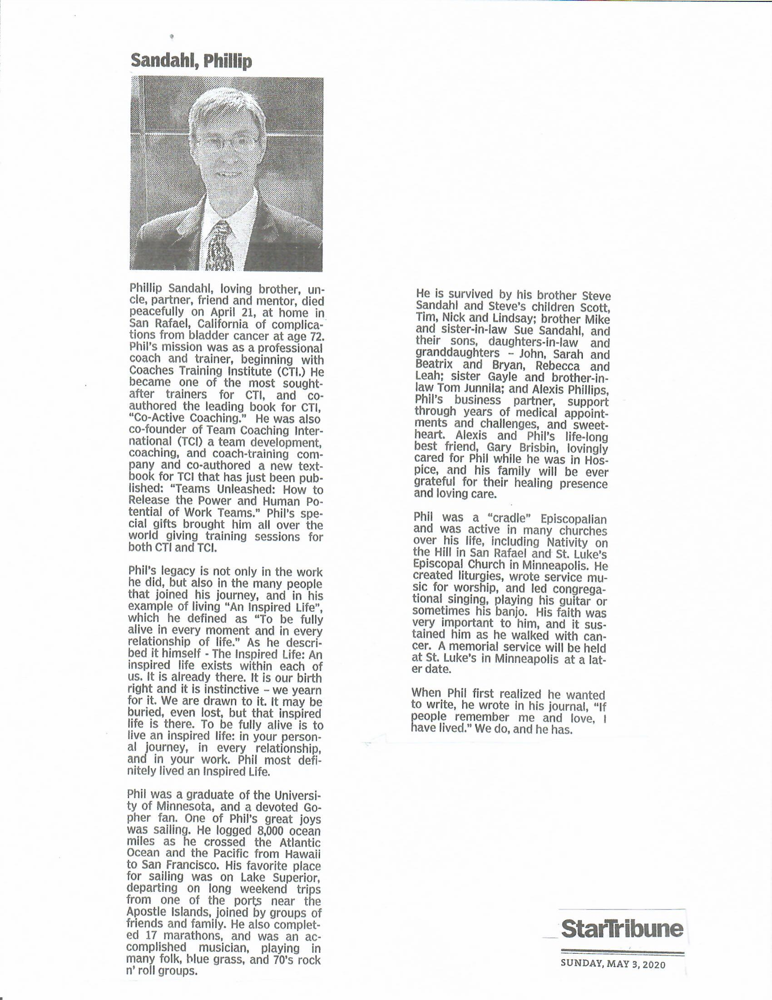 Sandahl, Phillip
Phillip Sandahl, loving brother, un-
cle, partner, friend and mentor, died
peacefully on April 21, at home in
San Rafael, California of complica-
tions from bladder cancer at age 72.
Phil's mission was as a professional
coach and trainer, beginning with
Coaches Training Institute (CTI.) He
became one of the most sought-
after trainers for CTI, and co-
authored the leading book for CTI,
“Co-Active Coaching.” He was also
co-founder of Team Coaching Inter-
national (TCI) a team development,
coaching, and coach-training com-
pany and co-authored a new text-
book for TCI that has just been pub-
lished: “Teams Unleashed: How to
Release the Power and Human Po-
tential of Work Teams.” Phil's spe-
cial gifts brought him all over the
world giving training sessions for
both CTI and TCI.
Phil's legacy is not only in the work
he did, but also in the many people
that joined his journey, and in his
example of living “An Inspired Life”,
which he defined as “To be fully
alive in every moment and in every
relationship of life.” As he descri-
bed it himself - The Inspired Life: An
inspired life exists within each of
us. It is already there. It is our birth
right and it is instinctive – we yearn
for it. We are drawn to it. It may be
buried, even lost, but that inspired
life is there. To be fully alive is to
live an inspired life: in your person-
al journey, in every relationship,
and in your work. Phil most defi-
nitely lived an Inspired Life.
Phil was a graduate of the Universi-
ty of Minnesota, and a devoted Go-
pher fan. One of Phil's great joys
was sailing. He logged 8,000 ocean
miles as he crossed the Atlantic
Ocean and the Pacific from Hawaii
to San Francisco. His favorite place
for sailing was on Lake Superior,
departing on long weekend trips
from one of the ports near the
Apostle Islands, joined by groups of
friends and family. He also complet-
ed 17 marathons, and was an ac-
complished musician, playing in
many folk, blue grass, and 70's rock
n' roll groups.
He is survived by his brother Steve
Sandahl and Steve's children Scott,
Tim, Nick and Lindsay; brother Mike
and sister-in-law Sue Sandahl, and
their sons, daughters-in-law and
granddaughters – John, Sarah and
Beatrix and Bryan, Rebecca and
Leah; sister Gayle and brother-in-
law Tom Junnila; and Alexis Phillips,
Phil's business partner, support
through years of medical appoint-
ments and challenges, and sweet-
heart. Alexis and Phil's life-long
best friend, Gary Brisbin, lovingly
cared for Phil while he was in Hos-
pice, and his family will be ever
grateful for their healing presence
and loving care.
Phil was a “cradle” Episcopalian
and was active in many churches
over his life, including Nativity on
the Hill in San Rafael and St. Luke's
Episcopal Church in Minneapolis. He
created liturgies, wrote service mu-
sic for worship, and led congrega-
tional singing, playing his guitar or
sometimes his banjo. His faith was
very important to him, and it sus-
tained him as he walked with can-
cer. A memorial service will be held
at St. Luke's in Minneapolis at a lat-
er date.
When Phil first realized he wanted
to write, he wrote in his journal, “If
people remember me and love, I
have lived.” We do, and he has.
StarTribune
SUNDAY, MAY 3, 2020